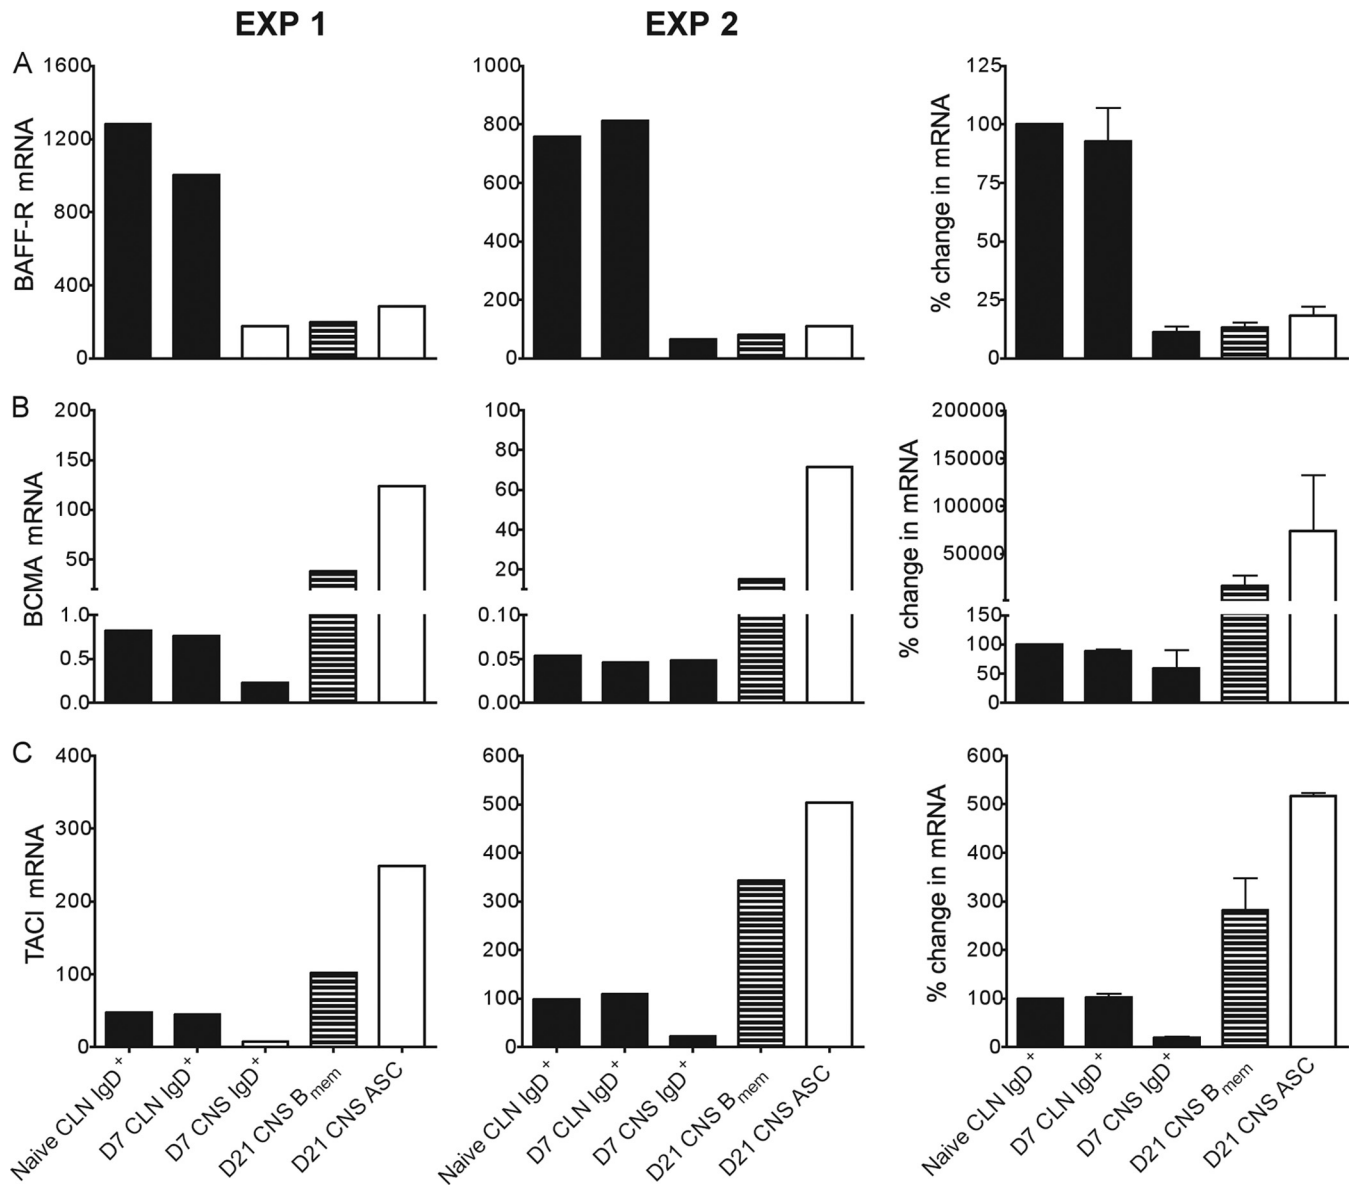 EXP 1
EXP 2
A
BAFF-R mRNA
1600
1200
800
400
0
1000
800
600
400
200
0
% change in mRNA
125
100
75
50
25
0
B
BCMA mRNA
200
150
100
50
1.0
0.5
0.0
100
80
60
40
20
0.10
0.05
0.00
% change in mRNA
200000
150000
100000
50000
150
100
50
0
C
TACI mRNA
400
300
200
100
0
600
500
400
300
200
100
0
% change in mRNA
600
500
400
300
200
100
0
Naive CLN IgD+
D7 CLN IgD+
D7 CNS IgD+
D21 CNS Bmem
D21 CNS ASC
Naive CLN IgD+
D7 CLN IgD+
D7 CNS IgD+
D21 CNS Bmem
D21 CNS ASC
Naive CLN IgD+
D7 CLN IgD+
D7 CNS IgD+
D21 CNS Bmem
D21 CNS ASC